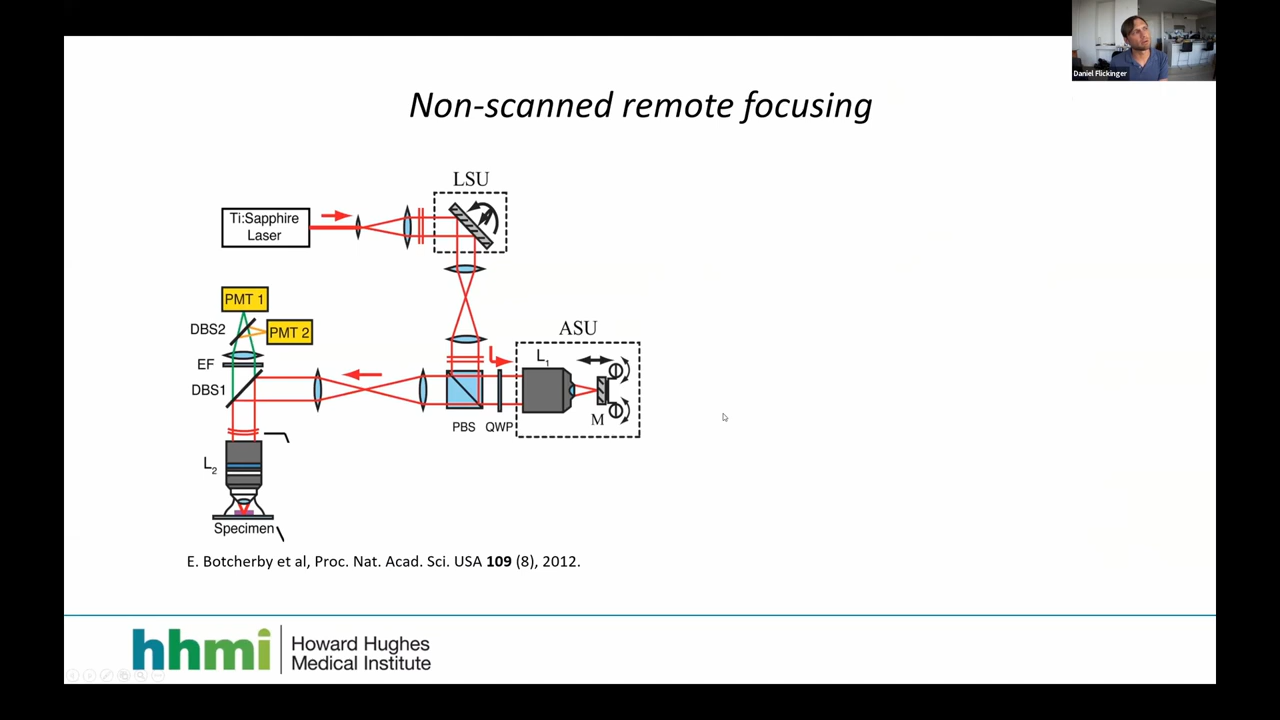 Daniel Flickinger
Non-scanned remote focusing
LSU
Ti:Sapphire
Laser
PMT 1
DBS2
PMT 2
EF
DBS1
ASU
L1
M
PBS
QWP
L2
Specimen
E. Botcherby et al, Proc. Nat. Acad. Sci. USA 109 (8), 2012.
hhmi
Howard Hughes
Medical Institute